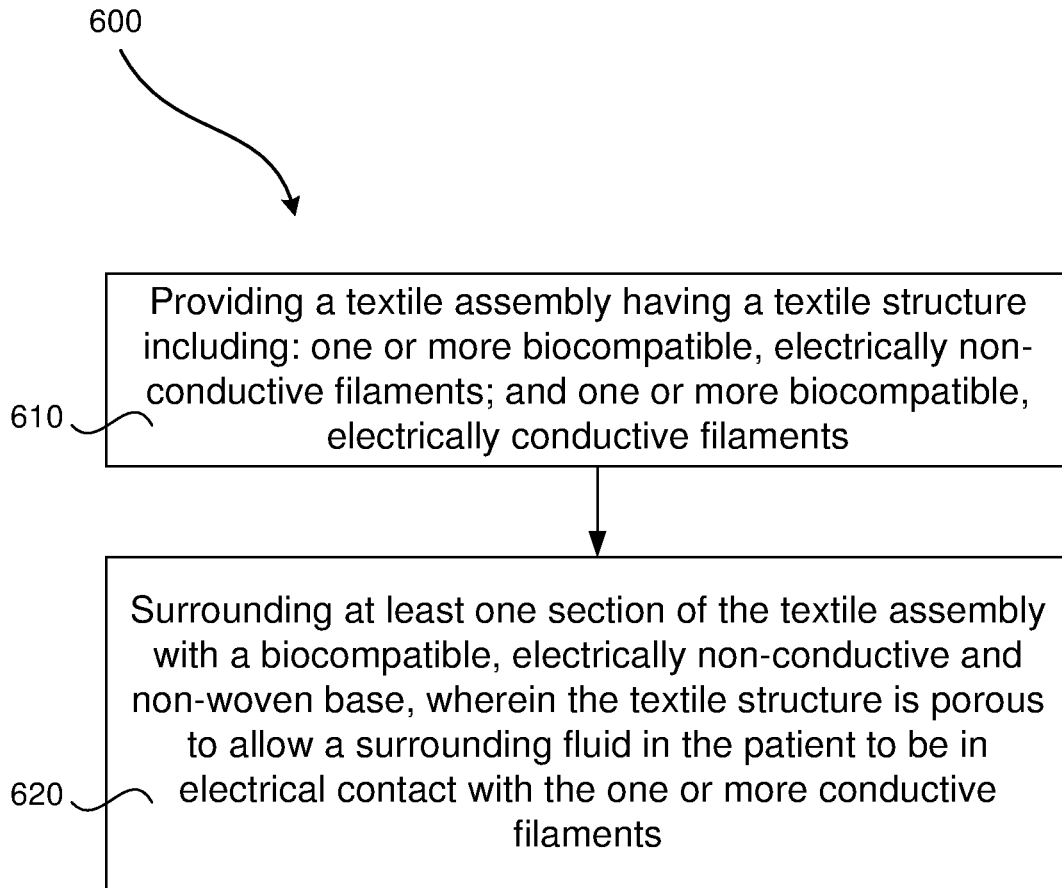 600
Providing a textile assembly having a textile structure
including: one or more biocompatible, electrically non-
conductive filaments; and one or more biocompatible,
electrically conductive filaments
610
Surrounding at least one section of the textile assembly
with a biocompatible, electrically non-conductive and
non-woven base, wherein the textile structure is porous
to allow a surrounding fluid in the patient to be in
electrical contact with the one or more conductive
filaments
620